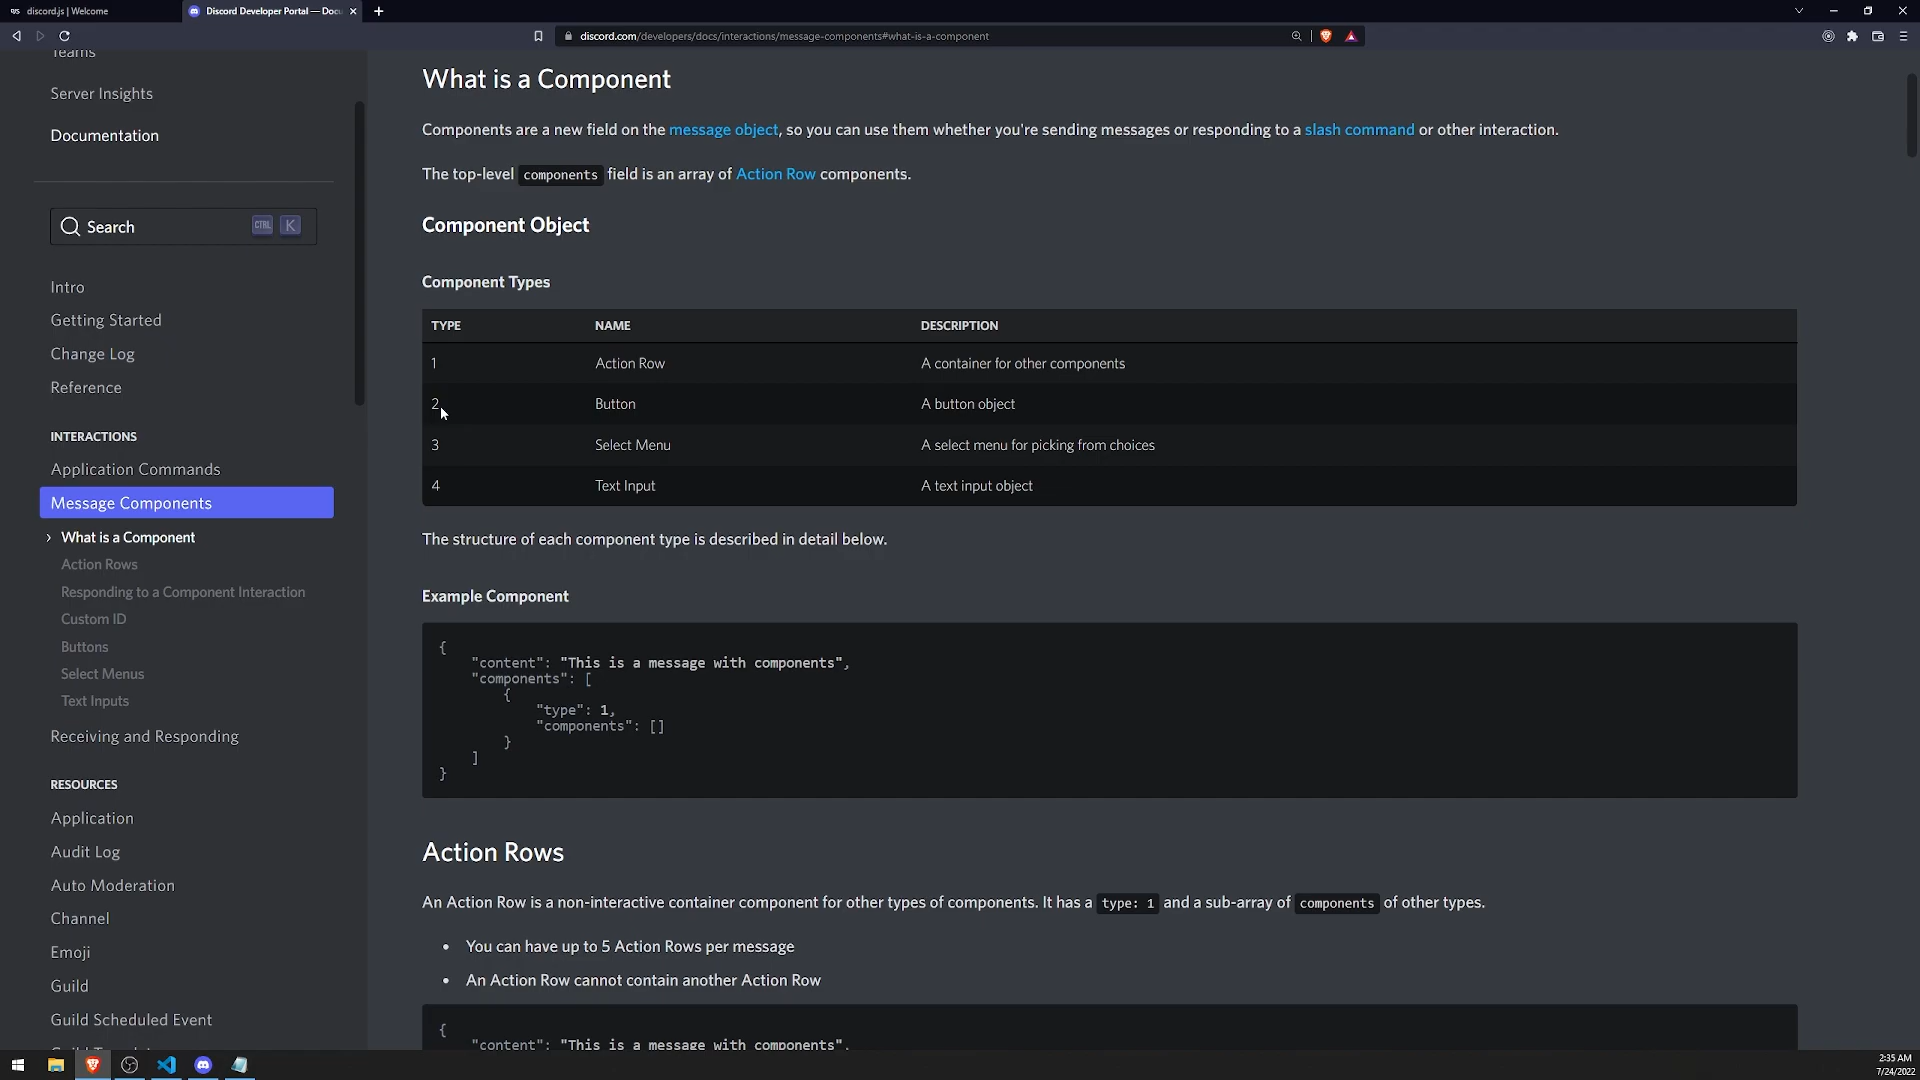 discord.js | Welcome
Discord Developer Portal — Docu
discord.com/developers/docs/interactions/message-components#what-is-a-component
Teams
Server Insights
Documentation
Search
CTRL K
Intro
Getting Started
Change Log
Reference
INTERACTIONS
Application Commands
Message Components
What is a Component
Action Rows
Responding to a Component Interaction
Custom ID
Buttons
Select Menus
Text Inputs
Receiving and Responding
RESOURCES
Application
Audit Log
Auto Moderation
Channel
Emoji
Guild
Guild Scheduled Event
What is a Component
Components are a new field on the message object, so you can use them whether you're sending messages or responding to a slash command or other interaction.
The top-level components field is an array of Action Row components.
Component Object
Component Types
TYPE NAME DESCRIPTION
1 Action Row A container for other components
2 Button A button object
3 Select Menu A select menu for picking from choices
4 Text Input A text input object
The structure of each component type is described in detail below.
Example Component
{
"content": "This is a message with components",
"components": [
{
"type": 1,
"components": []
}
]
}
Action Rows
An Action Row is a non-interactive container component for other types of components. It has a type: 1 and a sub-array of components of other types.
• You can have up to 5 Action Rows per message
• An Action Row cannot contain another Action Row
{
"content": "This is a message with components",
2:35 AM
7/24/2022